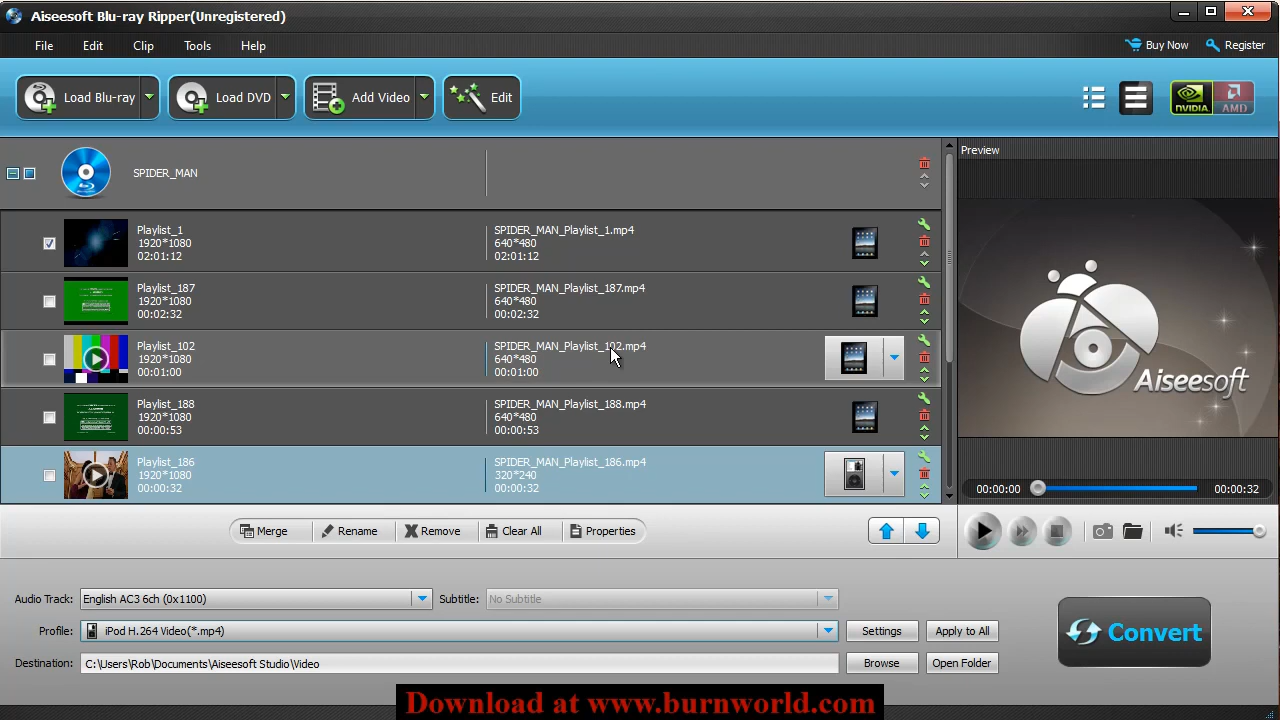 Aiseesoft Blu-ray Ripper(Unregistered)
File Edit Clip Tools Help
Buy Now Register
Load Blu-ray Load DVD Add Video Edit
NVIDIA AMD
SPIDER_MAN
Preview
Playlist_1
1920*1080
02:01:12
SPIDER_MAN_Playlist_1.mp4
640*480
02:01:12
Playlist_187
1920*1080
00:02:32
SPIDER_MAN_Playlist_187.mp4
640*480
00:02:32
Playlist_102
1920*1080
00:01:00
SPIDER_MAN_Playlist_102.mp4
640*480
00:01:00
Playlist_188
1920*1080
00:00:53
SPIDER_MAN_Playlist_188.mp4
640*480
00:00:53
Playlist_186
1920*1080
00:00:32
SPIDER_MAN_Playlist_186.mp4
320*240
00:00:32
Aiseesoft
00:00:00 00:00:32
Merge Rename Remove Clear All Properties
Audio Track: English AC3 6ch (0x1100) Subtitle: No Subtitle
Profile: iPod H.264 Video(*.mp4) Settings Apply to All
Destination: C:\Users\Rob\Documents\Aiseesoft Studio\Video Browse Open Folder
Convert
Download at www.burnworld.com